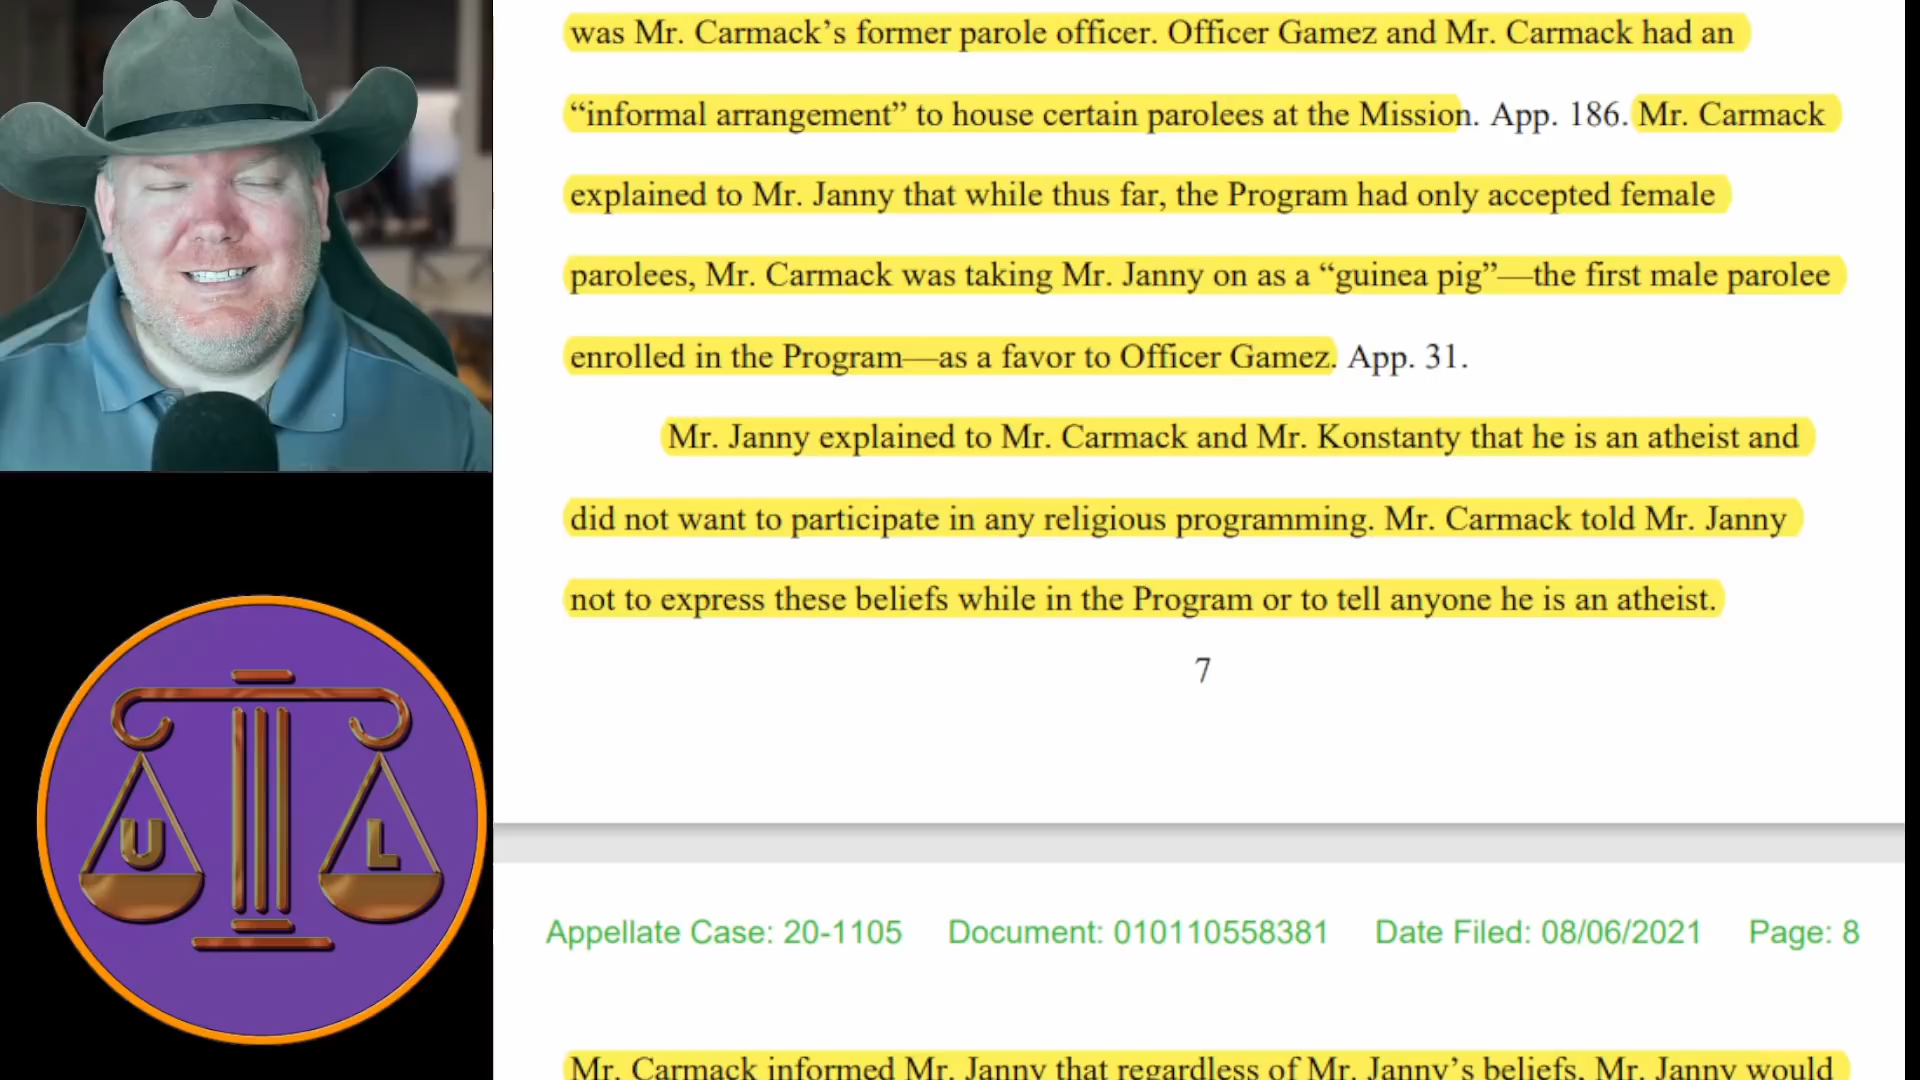 was Mr. Carmack’s former parole officer. Officer Gamez and Mr. Carmack had an
“informal arrangement” to house certain parolees at the Mission. App. 186. Mr. Carmack
explained to Mr. Janny that while thus far, the Program had only accepted female
parolees, Mr. Carmack was taking Mr. Janny on as a “guinea pig”—the first male parolee
enrolled in the Program—as a favor to Officer Gamez. App. 31.
Mr. Janny explained to Mr. Carmack and Mr. Konstanty that he is an atheist and
did not want to participate in any religious programming. Mr. Carmack told Mr. Janny
not to express these beliefs while in the Program or to tell anyone he is an atheist.
7
Appellate Case: 20-1105 Document: 010110558381 Date Filed: 08/06/2021 Page: 8
Mr. Carmack informed Mr. Janny that regardless of Mr. Janny’s beliefs, Mr. Janny would
U L